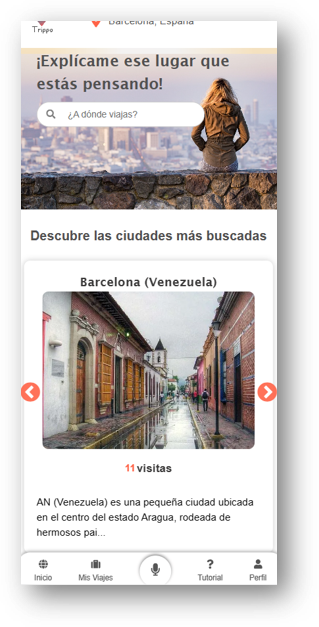 Trippo
Barcelona, España
¡Explícame ese lugar que
estás pensando!
¿A dónde viajas?
Descubre las ciudades más buscadas
Barcelona (Venezuela)
11 visitas
AN (Venezuela) es una pequeña ciudad ubicada
en el centro del estado Aragua, rodeada de
hermosos pai...
Inicio
Mis Viajes
Tutorial
Perfil